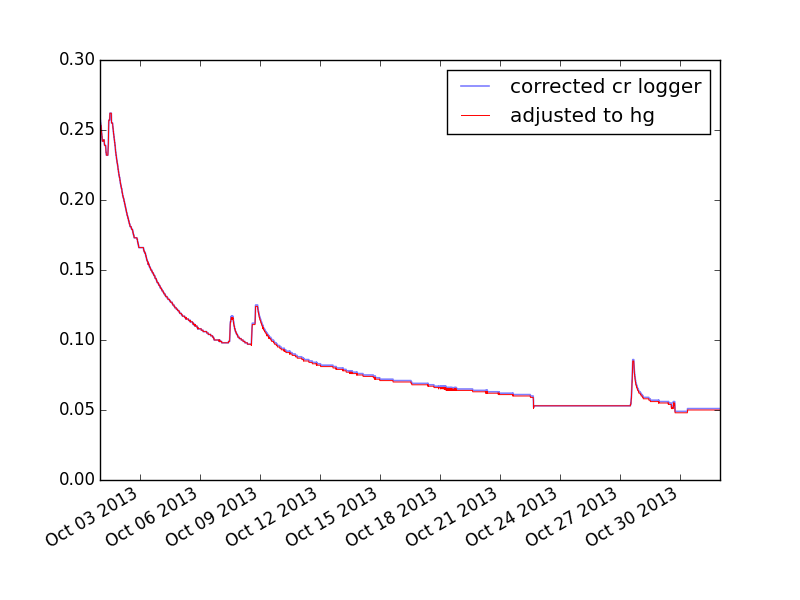 0.30
0.25
0.20
0.15
0.10
0.05
0.00
corrected cr logger
adjusted to hg
Oct 03 2013
Oct 06 2013
Oct 09 2013
Oct 12 2013
Oct 15 2013
Oct 18 2013
Oct 21 2013
Oct 24 2013
Oct 27 2013
Oct 30 2013